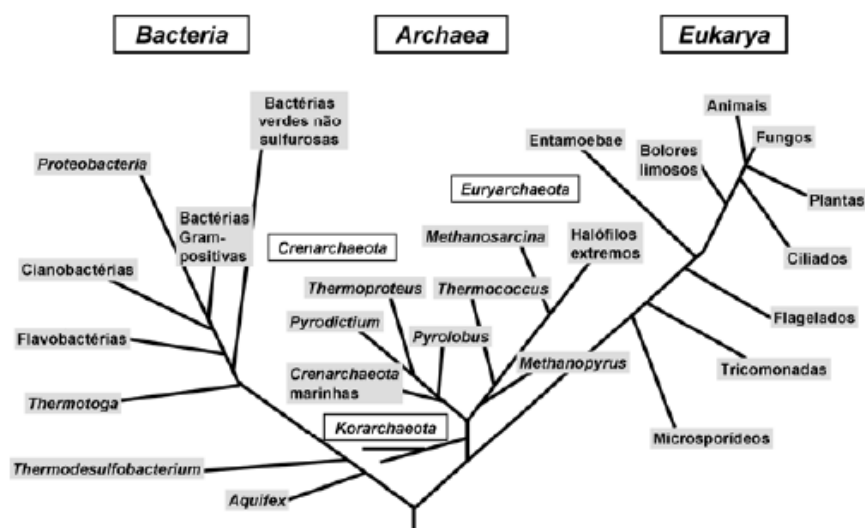 Bacteria
Archaea
Eukarya
Bactérias
verdes não
sulfurosas
Proteobacteria
Bactérias
Gram-
positivas
Cianobactérias
Flavobactérias
Thermotoga
Thermodesulfobacterium
Aquifex
Crenarchaeota
Thermoproteus
Pyrodictium
Crenarchaeota
marinhas
Korarchaeota
Pyrolobus
Euryarchaeota
Methanosarcina
Thermococcus
Halófilos
extremos
Methanopyrus
Entamoebae
Bolores
limosos
Animais
Fungos
Plantas
Ciliados
Flagelados
Tricomonadas
Microsporídeos